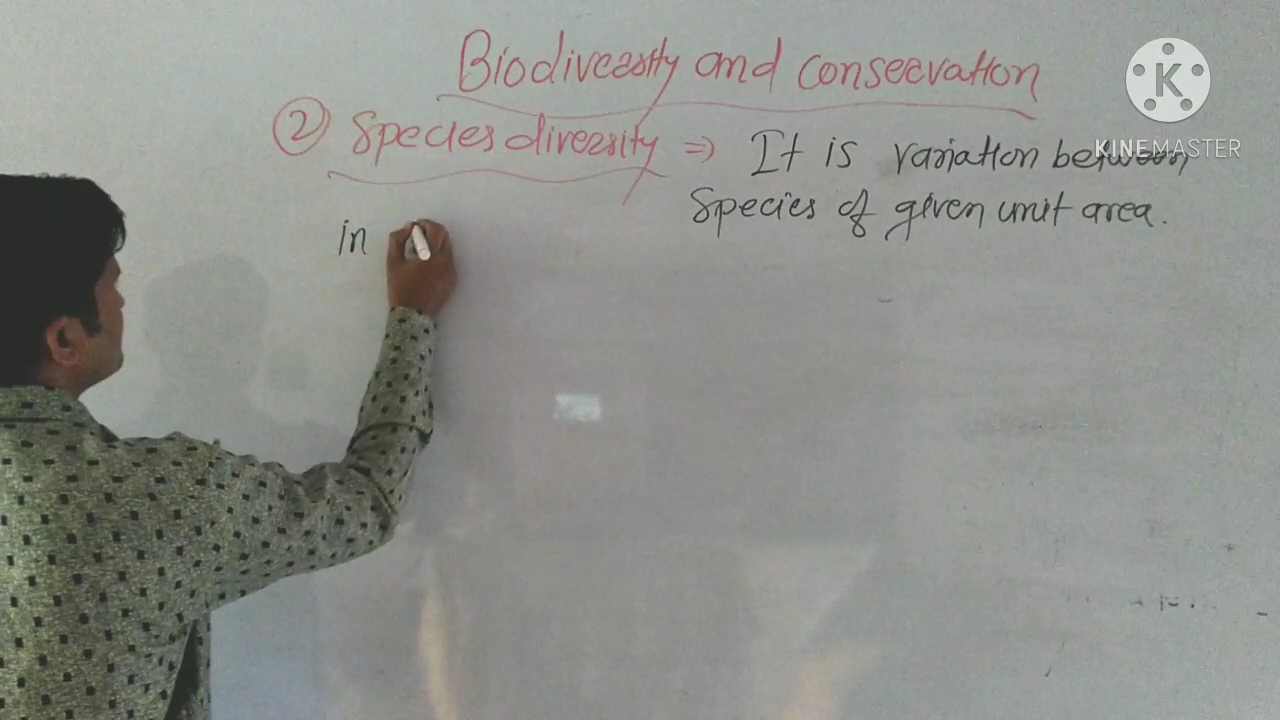 Biodiversity and conservation
② Species diversity ⇒ It is variation between
Species of given unit area.
in
K
KINEMASTER